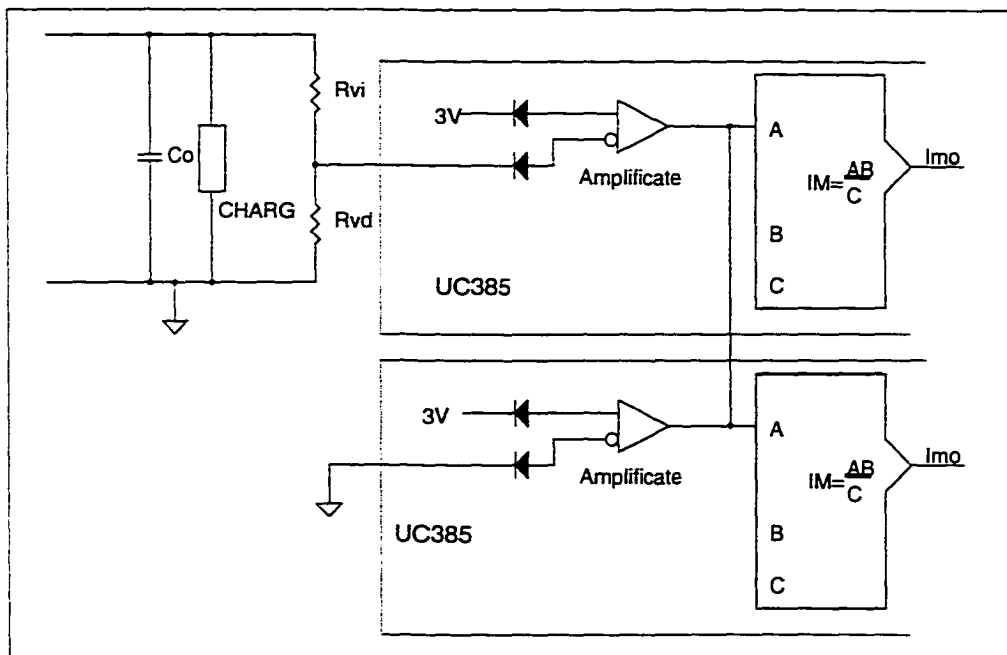 Rvi
3V
A
Co
Amplificate
IM=AB/C
Imo
CHARG
Rvd
B
UC385
C
3V
A
Amplificate
IM=AB/C
Imo
UC385
B
C